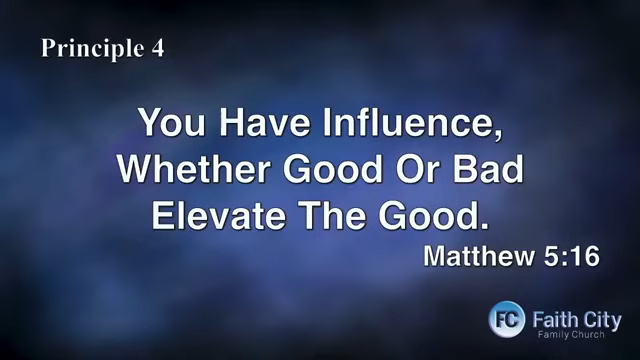 Principle 4
You Have Influence,
Whether Good Or Bad
Elevate The Good.
Matthew 5:16
FC Faith City
Family Church